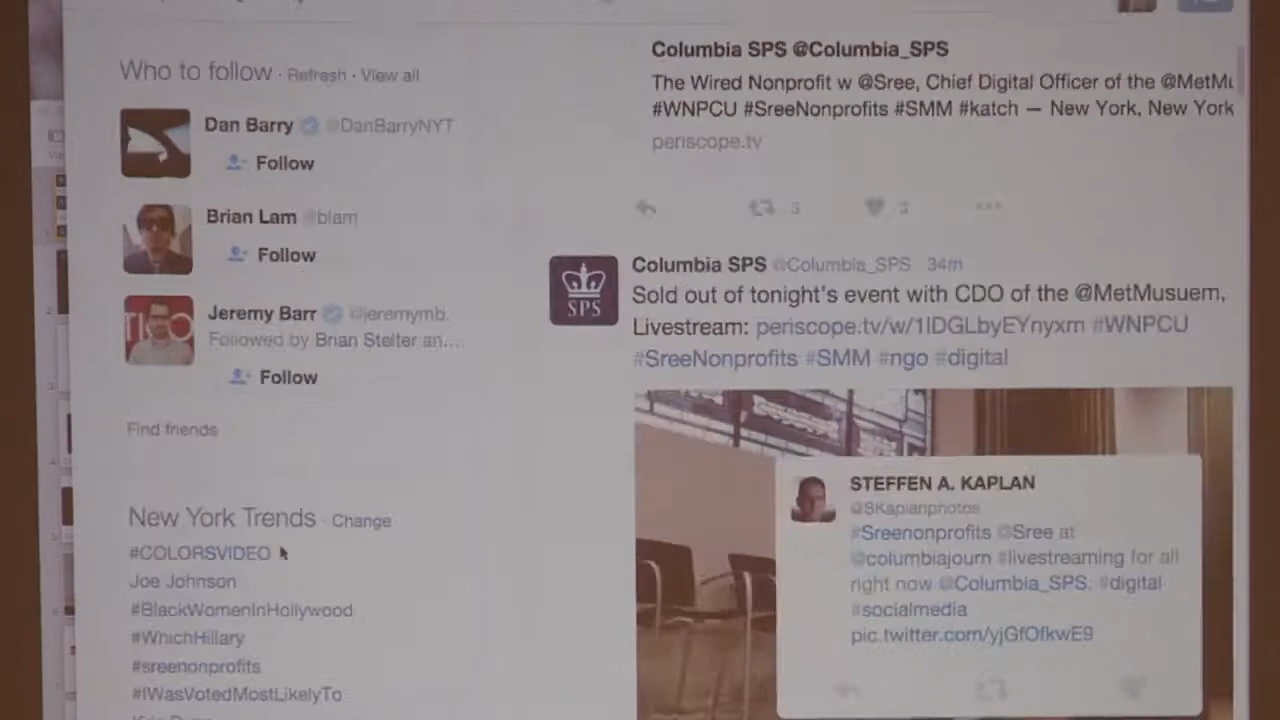 Who to follow · Refresh · View all
Dan Barry @DanBarryNYT
Follow
Brian Lam @blam
Follow
Jeremy Barr @jeremymb.
Followed by Brian Stelter an....
Follow
Find friends
New York Trends · Change
#COLORSVIDEO
Joe Johnson
#BlackWomenInHollywood
#WhichHillary
#sreenonprofits
#IWasVotedMostLikelyTo
Columbia SPS @Columbia_SPS
The Wired Nonprofit w @Sree, Chief Digital Officer of the @MetMu
#WNPCU #SreeNonprofits #SMM #katch — New York, New York
periscope.tv
3
SPS
Columbia SPS @Columbia_SPS 34m
Sold out of tonight's event with CDO of the @MetMusuem,
Livestream: periscope.tv/w/1IDGLbyEYnyxm #WNPCU
#SreeNonprofits #SMM #ngo #digital
STEFFEN A. KAPLAN
@SKaplanphotos
#Sreenonprofits @Sree at
@columbiajourn #livestreaming for all
right now @Columbia_SPS. #digital
#socialmedia
pic.twitter.com/yjGfOfkwE9